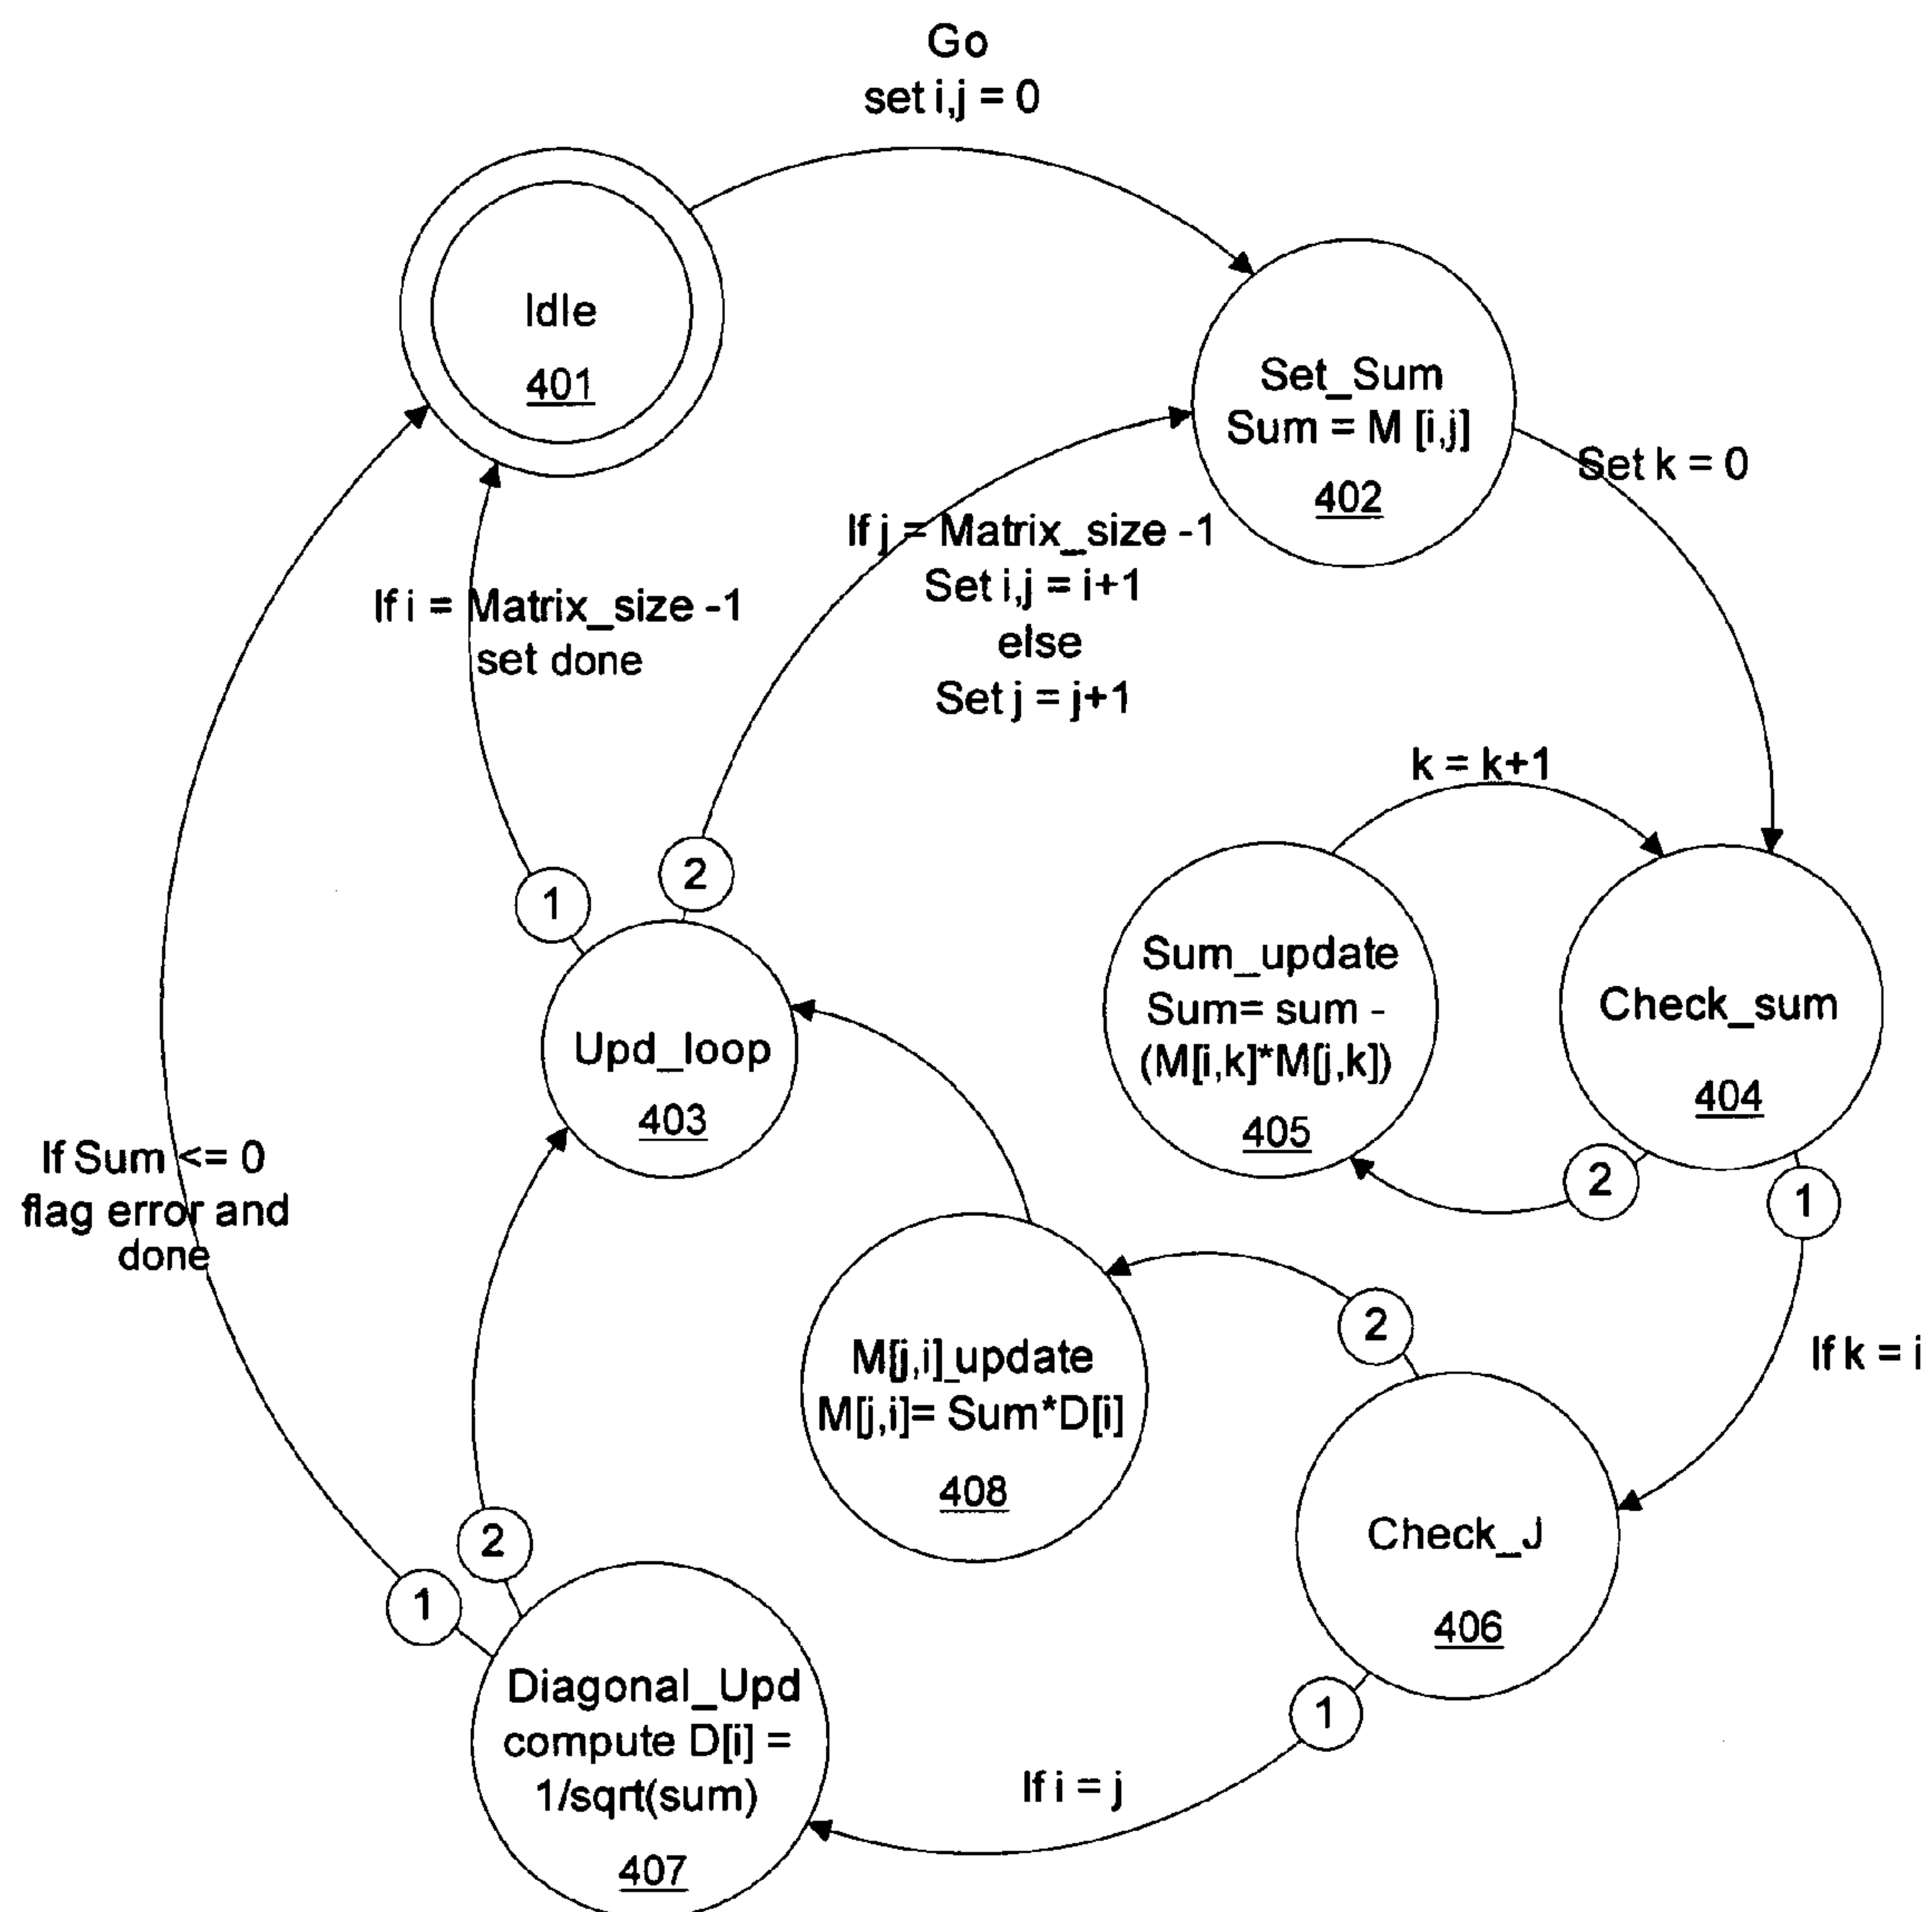 Go
set i,j = 0
Idle
401
Set_Sum
Sum = M [i,j]
402
Set k = 0
If j = Matrix_size -1
Set i,j = i+1
else
Set j = j+1
If i = Matrix_size -1
set done
k = k+1
1
2
Upd_loop
403
Sum_update
Sum= sum -
(M[i,k]*M[j,k])
405
Check_sum
404
2
1
If Sum <= 0
flag error and
done
If k = i
2
M[j,i]_update
M[j,i]= Sum*D[i]
408
Check_J
406
2
1
1
If i = j
Diagonal_Upd
compute D[i] =
1/sqrt(sum)
407